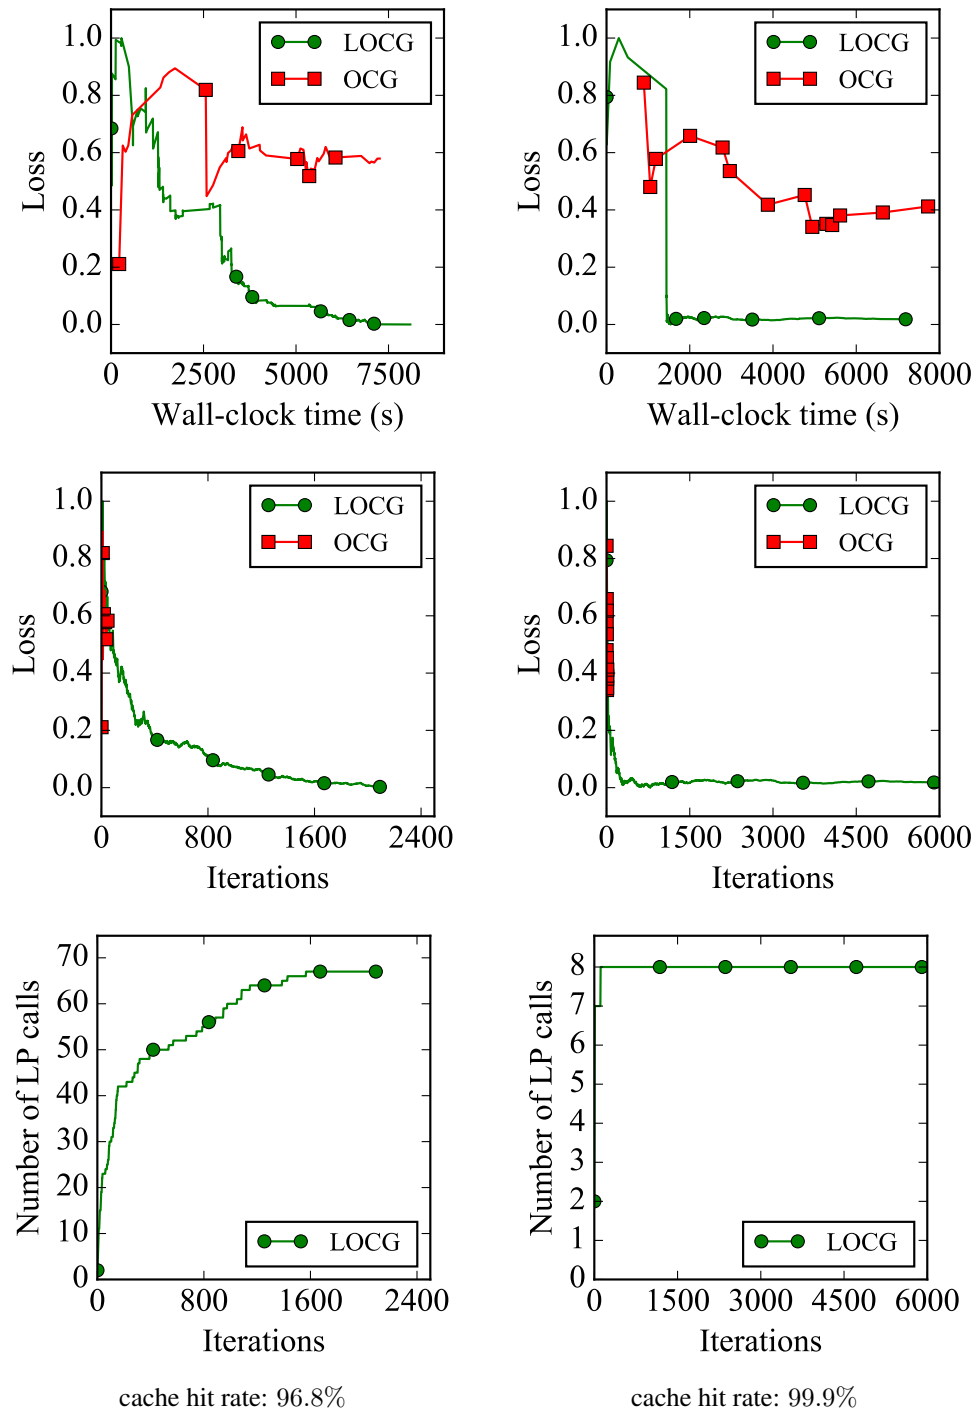 1.0
0.8
0.6
0.4
0.2
0.0
Loss
LOCG
OCG
0 2500 5000 7500
Wall-clock time (s)
1.0
0.8
0.6
0.4
0.2
0.0
Loss
LOCG
OCG
0 2000 4000 6000 8000
Wall-clock time (s)
1.0
0.8
0.6
0.4
0.2
0.0
Loss
LOCG
OCG
0 800 1600 2400
Iterations
1.0
0.8
0.6
0.4
0.2
0.0
Loss
LOCG
OCG
0 1500 3000 4500 6000
Iterations
70
60
50
40
30
20
10
0
Number of LP calls
LOCG
0 800 1600 2400
Iterations
8
7
6
5
4
3
2
1
0
Number of LP calls
LOCG
0 1500 3000 4500 6000
Iterations
cache hit rate: 96.8%
cache hit rate: 99.9%